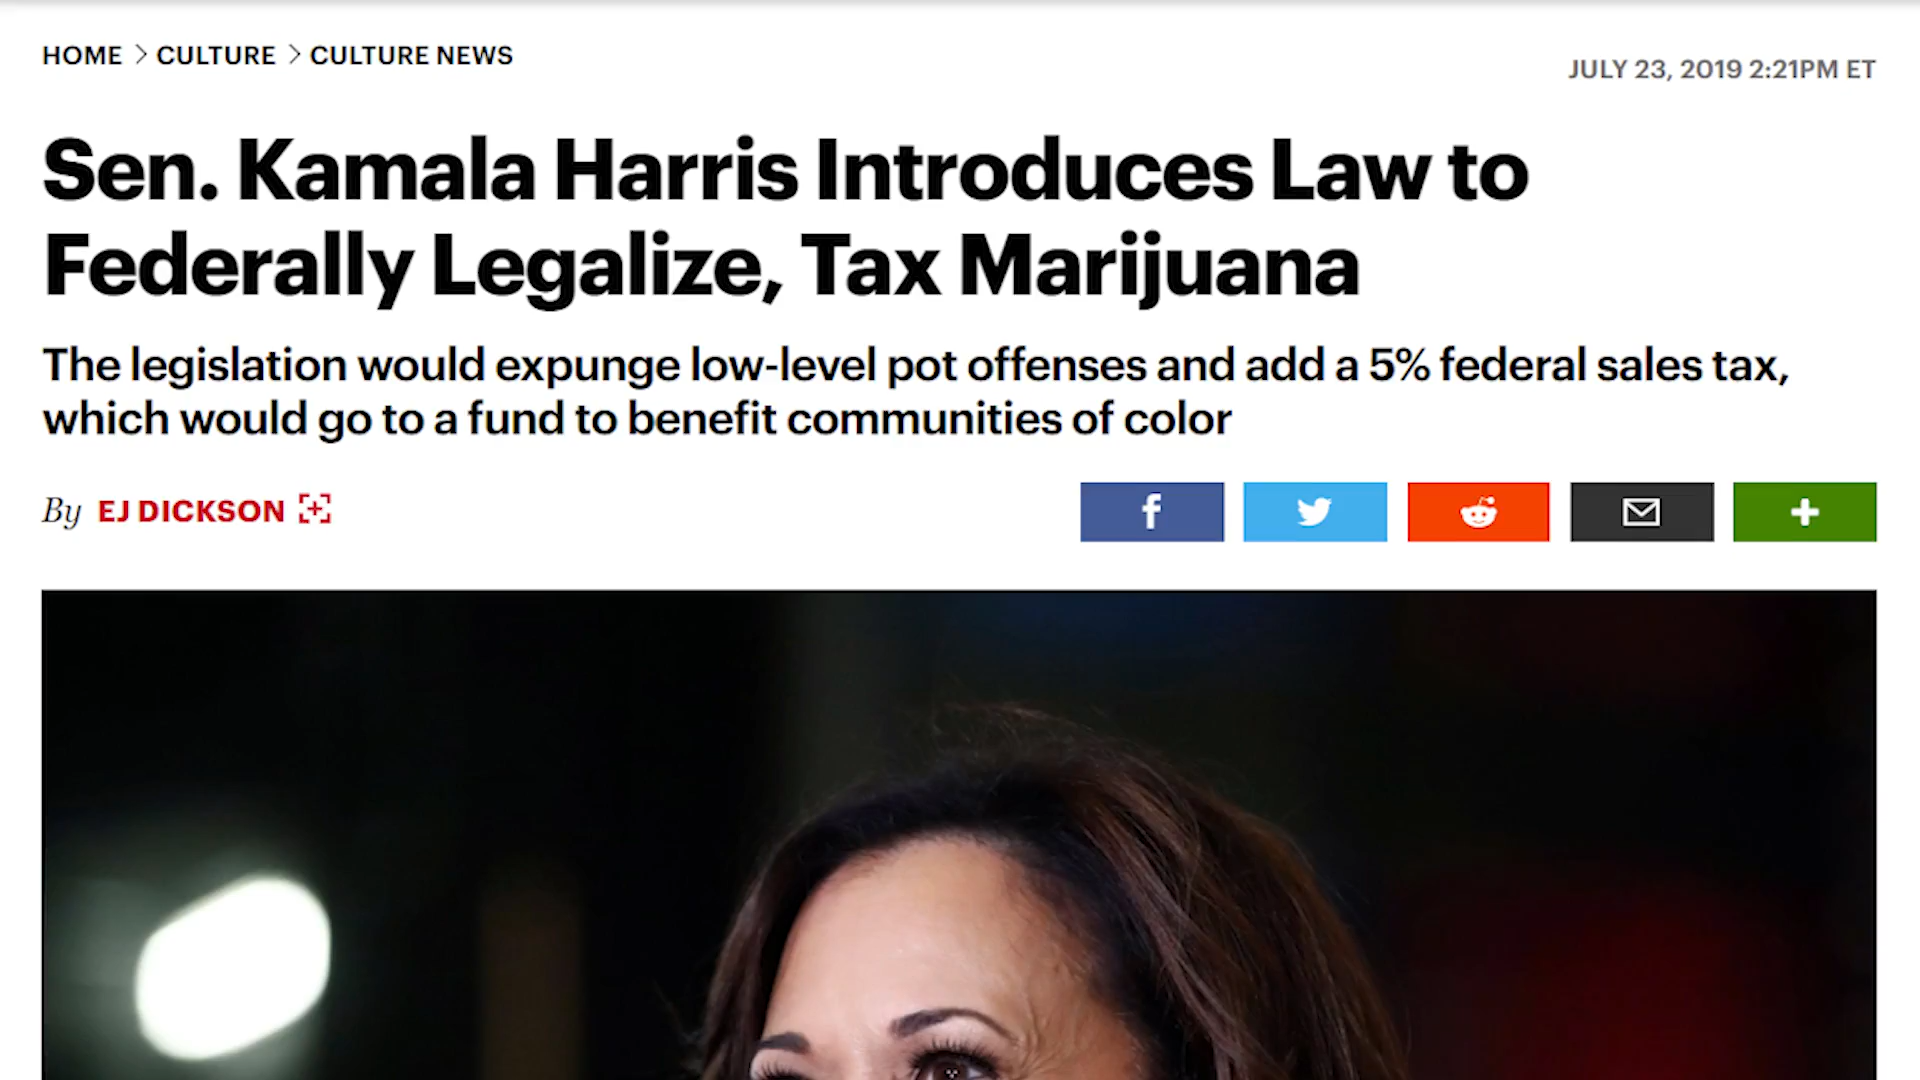 HOME > CULTURE > CULTURE NEWS
JULY 23, 2019 2:21PM ET
Sen. Kamala Harris Introduces Law to
Federally Legalize, Tax Marijuana
The legislation would expunge low-level pot offenses and add a 5% federal sales tax,
which would go to a fund to benefit communities of color
By EJ DICKSON